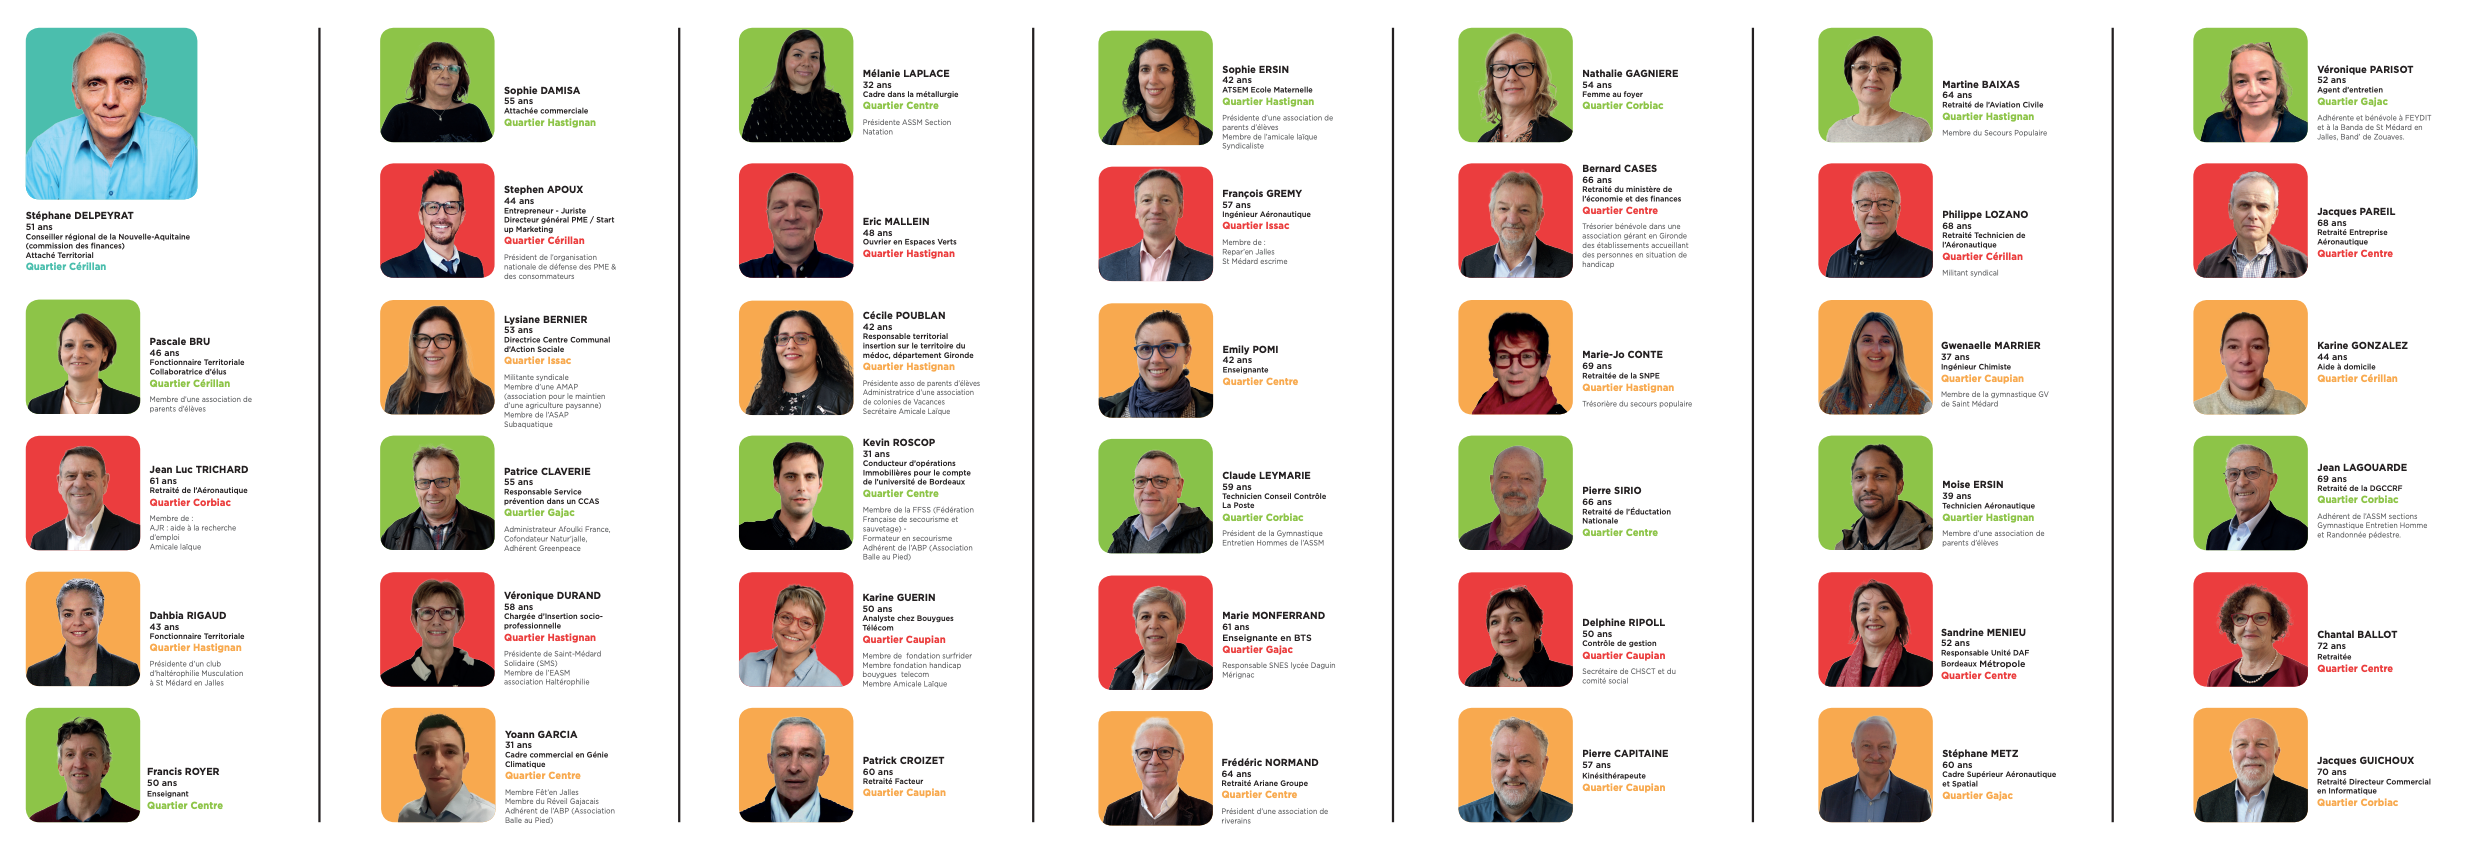 Stéphane DELPEYRAT
51 ans
Conseiller régional de la Nouvelle-Aquitaine
(commission des finances)
Attaché Territorial
Quartier Cérillan
Pascale BRU
46 ans
Fonctionnaire Territoriale
Collaboratrice d'élus
Quartier Cérillan
Membre d'une association de
parents d'élèves
Jean Luc TRICHARD
61 ans
Retraité de l'Aéronautique
Quartier Corbiac
Membre de :
AJR : aide à la recherche
d'emploi
Amicale laïque
Dahbia RIGAUD
43 ans
Fonctionnaire Territoriale
Quartier Hastignan
Présidente d'un club
d'haltérophilie Musculation
à St Médard en Jalles
Francis ROYER
50 ans
Enseignant
Quartier Centre
Sophie DAMISA
55 ans
Attachée commerciale
Quartier Hastignan
Stephen APOUX
44 ans
Entrepreneur - Juriste
Directeur général PME / Start
up Marketing
Quartier Cérillan
Président de l'organisation
nationale de défense des PME &
des consommateurs
Lysiane BERNIER
53 ans
Directrice Centre Communal
d'Action Sociale
Quartier Issac
Militante syndicale
Membre d'une AMAP
(association pour le maintien
d'une agriculture paysanne)
Membre de l'ASAP
Subaquatique
Patrice CLAVERIE
55 ans
Responsable Service
prévention dans un CCAS
Quartier Gajac
Administrateur Afoulki France,
Cofondateur Natur'jalle,
Adhérent Greenpeace
Véronique DURAND
58 ans
Chargée d'Insertion socio-
professionnelle
Quartier Hastignan
Présidente de Saint-Médard
Solidaire (SMS)
Membre de l'EASM
association Haltérophilie
Yoann GARCIA
31 ans
Cadre commercial en Génie
Climatique
Quartier Centre
Membre Fêt'en Jalles
Membre du Réveil Gajacais
Adhérent de l'ABP (Association
Balle au Pied)
Mélanie LAPLACE
32 ans
Cadre dans la métallurgie
Quartier Centre
Présidente ASSM Section
Natation
Eric MALLEIN
48 ans
Ouvrier en Espaces Verts
Quartier Hastignan
Cécile POUBLAN
42 ans
Responsable territorial
insertion sur le territoire du
médoc, département Gironde
Quartier Hastignan
Présidente asso de parents d'élèves
Administratrice d'une association
de colonies de Vacances
Secrétaire Amicale Laïque
Kevin ROSCOP
31 ans
Conducteur d'opérations
Immobilières pour le compte
de l'université de Bordeaux
Quartier Centre
Membre de la FFSS (Fédération
Française de secourisme et
sauvetage) -
Formateur en secourisme
Adhérent de l'ABP (Association
Balle au Pied)
Karine GUERIN
50 ans
Analyste chez Bouygues
Télécom
Quartier Caupian
Membre de fondation surfrider
Membre fondation handicap
bouygues telecom
Membre Amicale Laïque
Patrick CROIZET
60 ans
Retraité Facteur
Quartier Caupian
Sophie ERSIN
42 ans
ATSEM Ecole Maternelle
Quartier Hastignan
Présidente d'une association de
parents d'élèves
Membre de l'amicale laïque
Syndicaliste
François GREMY
57 ans
Ingénieur Aéronautique
Quartier Issac
Membre de :
Repar'en Jalles
St Médard escrime
Emily POMI
42 ans
Enseignante
Quartier Centre
Claude LEYMARIE
59 ans
Technicien Conseil Contrôle
La Poste
Quartier Corbiac
Président de la Gymnastique
Entretien Hommes de l'ASSM
Marie MONFERRAND
61 ans
Enseignante en BTS
Quartier Gajac
Responsable SNES lycée Daguin
Mérignac
Frédéric NORMAND
64 ans
Retraité Ariane Groupe
Quartier Centre
Président d'une association de
riverains
Nathalie GAGNIERE
54 ans
Femme au foyer
Quartier Corbiac
Bernard CASES
66 ans
Retraité du ministère de
l'économie et des finances
Quartier Centre
Trésorier bénévole dans une
association gérant en Gironde
des établissements accueillant
des personnes en situation de
handicap
Marie-Jo CONTE
69 ans
Retraitée de la SNPE
Quartier Hastignan
Trésorière du secours populaire
Pierre SIRIO
66 ans
Retraité de l'Éductation
Nationale
Quartier Centre
Delphine RIPOLL
50 ans
Contrôle de gestion
Quartier Caupian
Secrétaire de CHSCT et du
comité social
Pierre CAPITAINE
57 ans
Kinésithérapeute
Quartier Caupian
Martine BAIXAS
64 ans
Retraité de l'Aviation Civile
Quartier Hastignan
Membre du Secours Populaire
Philippe LOZANO
68 ans
Retraité Technicien de
l'Aéronautique
Quartier Cérillan
Militant syndical
Gwenaelle MARRIER
37 ans
Ingénieur Chimiste
Quartier Caupian
Membre de la gymnastique GV
de Saint Médard
Moise ERSIN
39 ans
Technicien Aéronautique
Quartier Hastignan
Membre d'une association de
parents d'élèves
Sandrine MENIEU
52 ans
Responsable Unité DAF
Bordeaux Métropole
Quartier Centre
Stéphane METZ
60 ans
Cadre Supérieur Aéronautique
et Spatial
Quartier Gajac
Véronique PARISOT
52 ans
Agent d'entretien
Quartier Gajac
Adhérente et bénévole à FEYDIT
et à la Banda de St Médard en
Jalles, Band' de Zouaves.
Jacques PAREIL
68 ans
Retraité Entreprise
Aéronautique
Quartier Centre
Karine GONZALEZ
44 ans
Aide à domicile
Quartier Cérillan
Jean LAGOUARDE
69 ans
Retraité de la DGCCRF
Quartier Corbiac
Adhérent de l'ASSM sections
Gymnastique Entretien Homme
et Randonnée pédestre.
Chantal BALLOT
72 ans
Retraitée
Quartier Centre
Jacques GUICHOUX
70 ans
Retraité Directeur Commercial
en Informatique
Quartier Corbiac